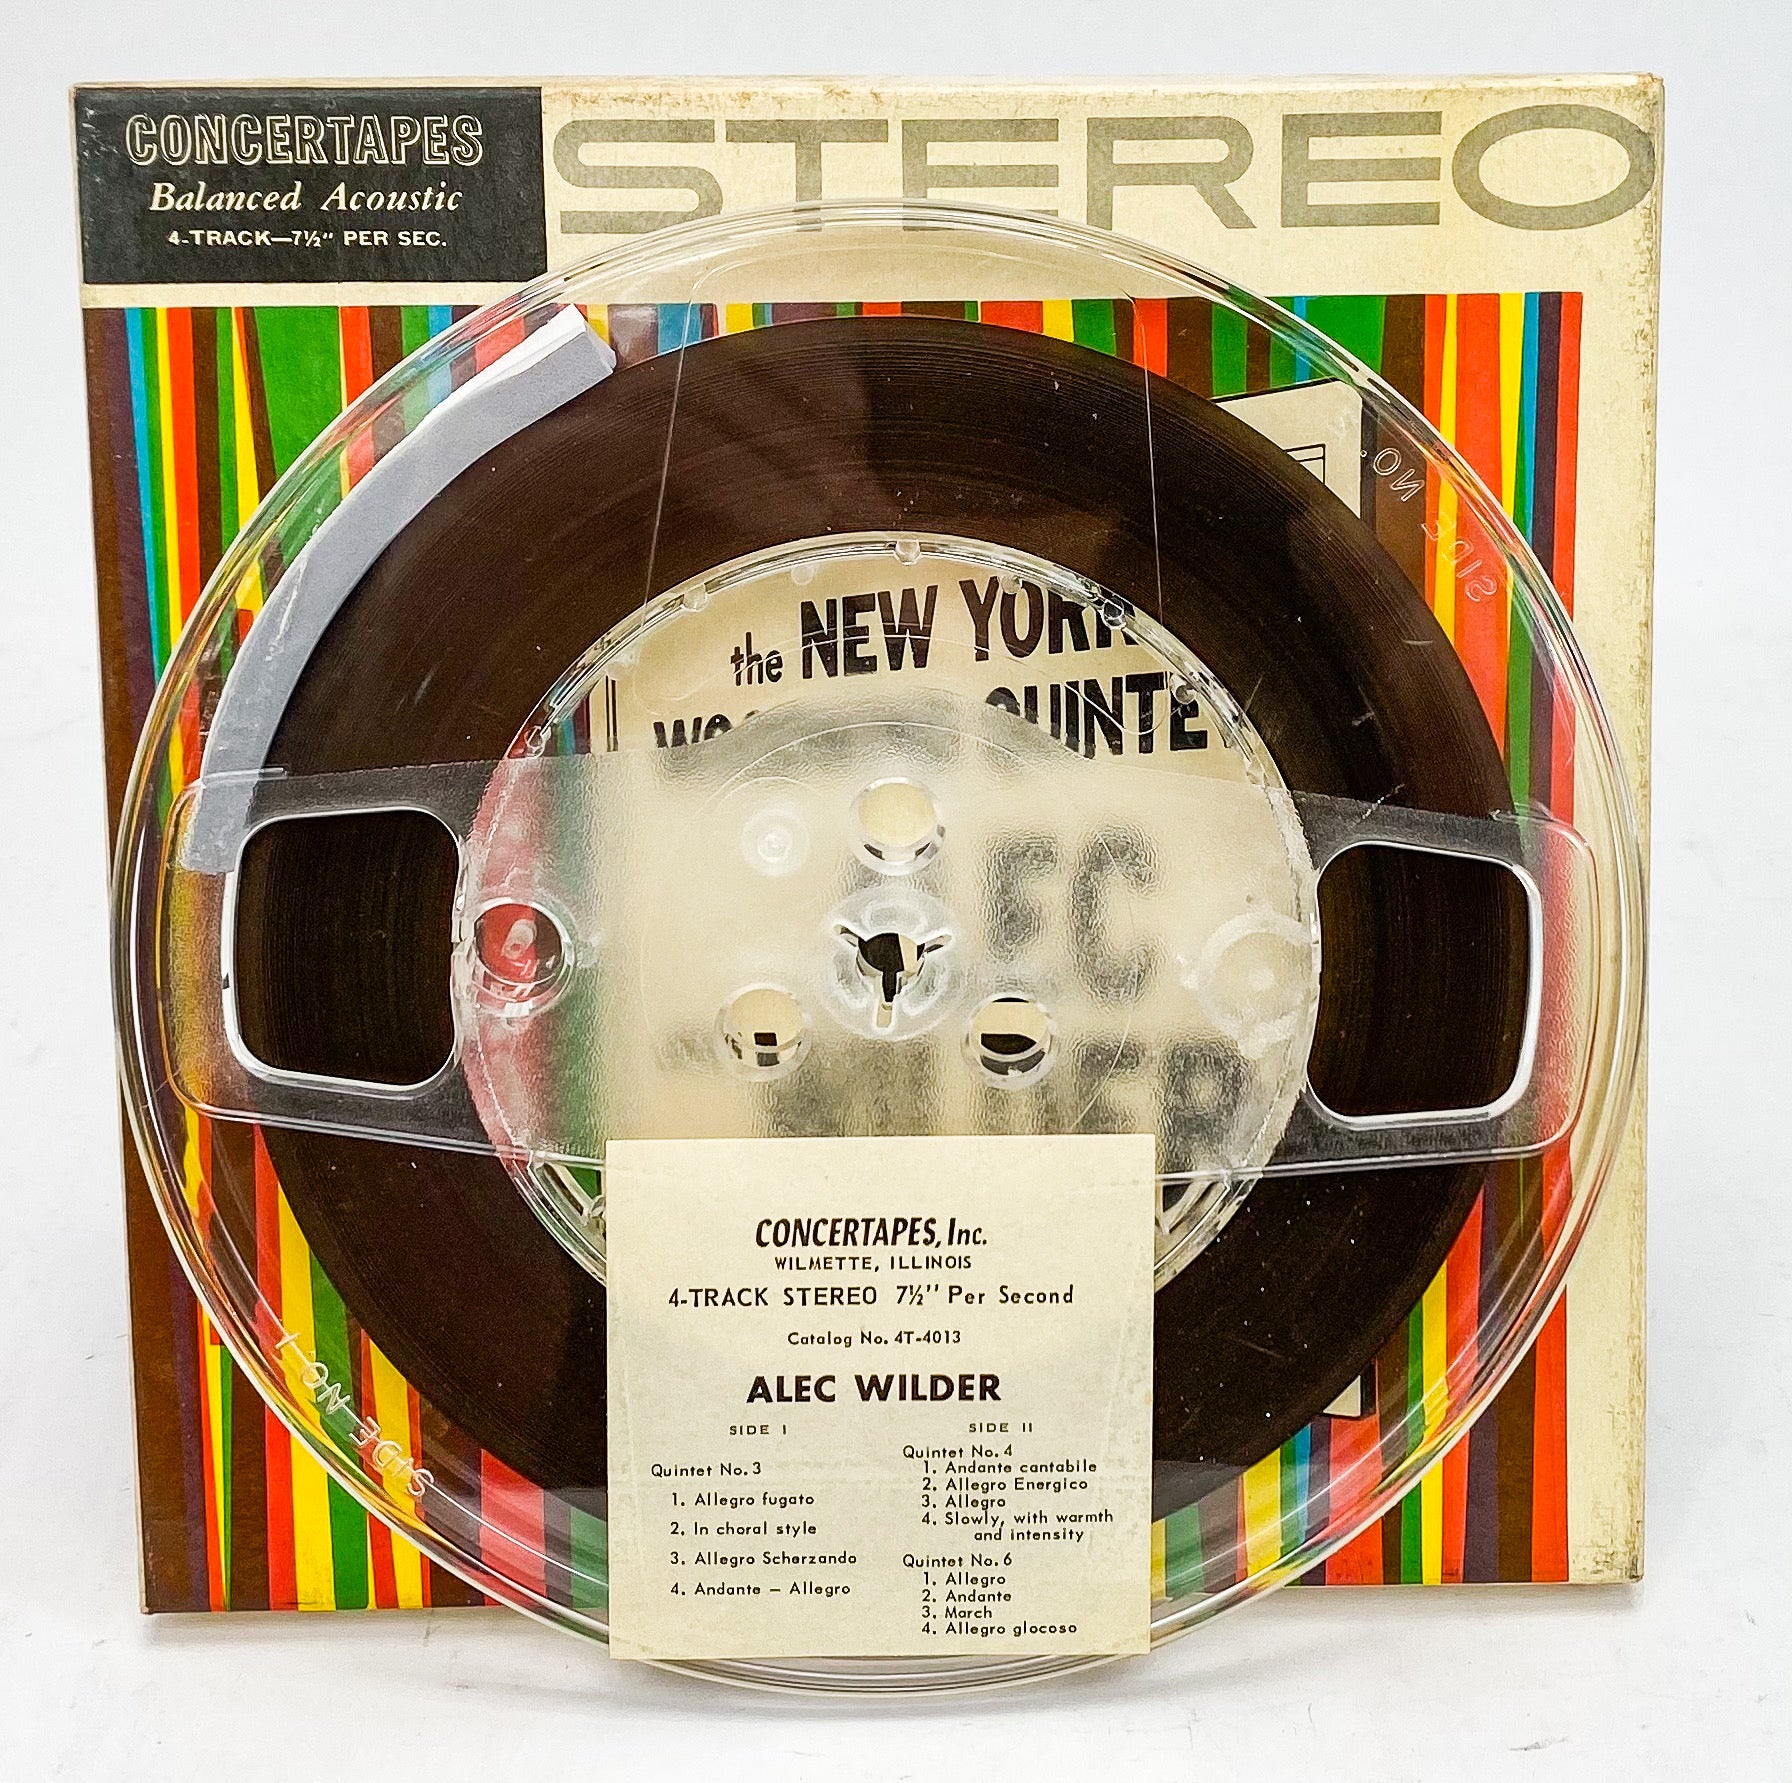 CONCERTAPES
Balanced Acoustic
4-TRACK—7½" PER SEC.
STEREO
SIDE NO.
the NEW YORK
QUINTET
EC
CONCERTAPES, Inc.
WILMETTE, ILLINOIS
4-TRACK STEREO 7½'' Per Second
Catalog No. 4T-4013
ALEC WILDER
SIDE I
Quintet No. 3
1. Allegro fugato
2. In choral style
3. Allegro Scherzando
4. Andante – Allegro
SIDE II
Quintet No. 4
1. Andante cantabile
2. Allegro Energico
3. Allegro
4. Slowly, with warmth
and intensity
Quintet No. 6
1. Allegro
2. Andante
3. March
4. Allegro glocoso
SIDE NO. 1